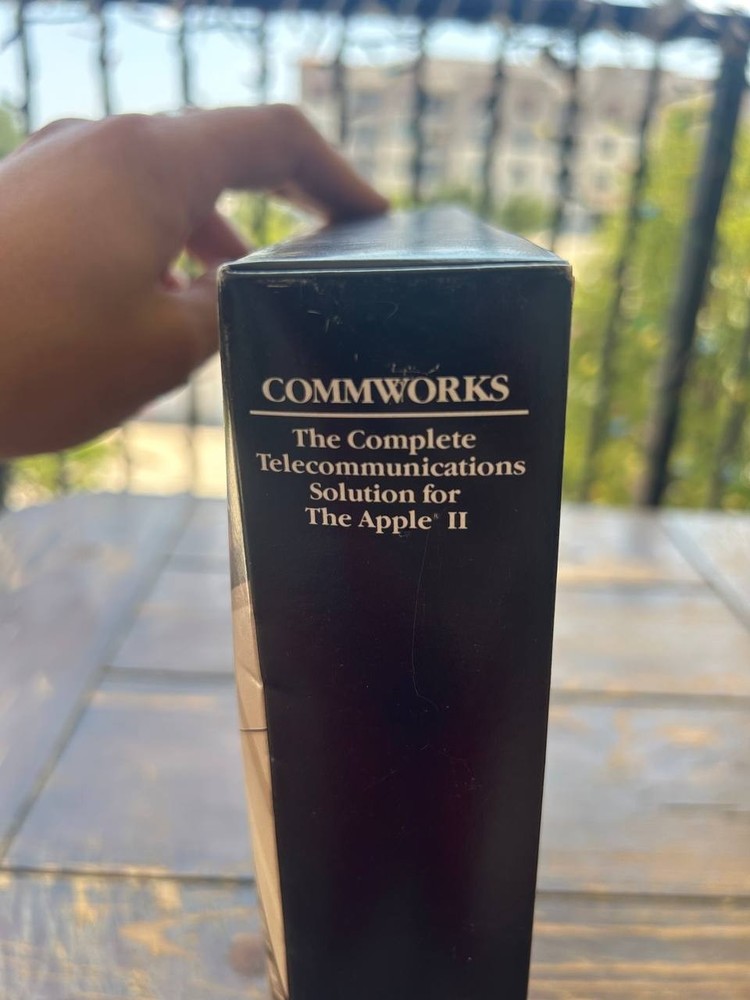 COMMWORKS
The Complete
Telecommunications
Solution for
The Apple® II